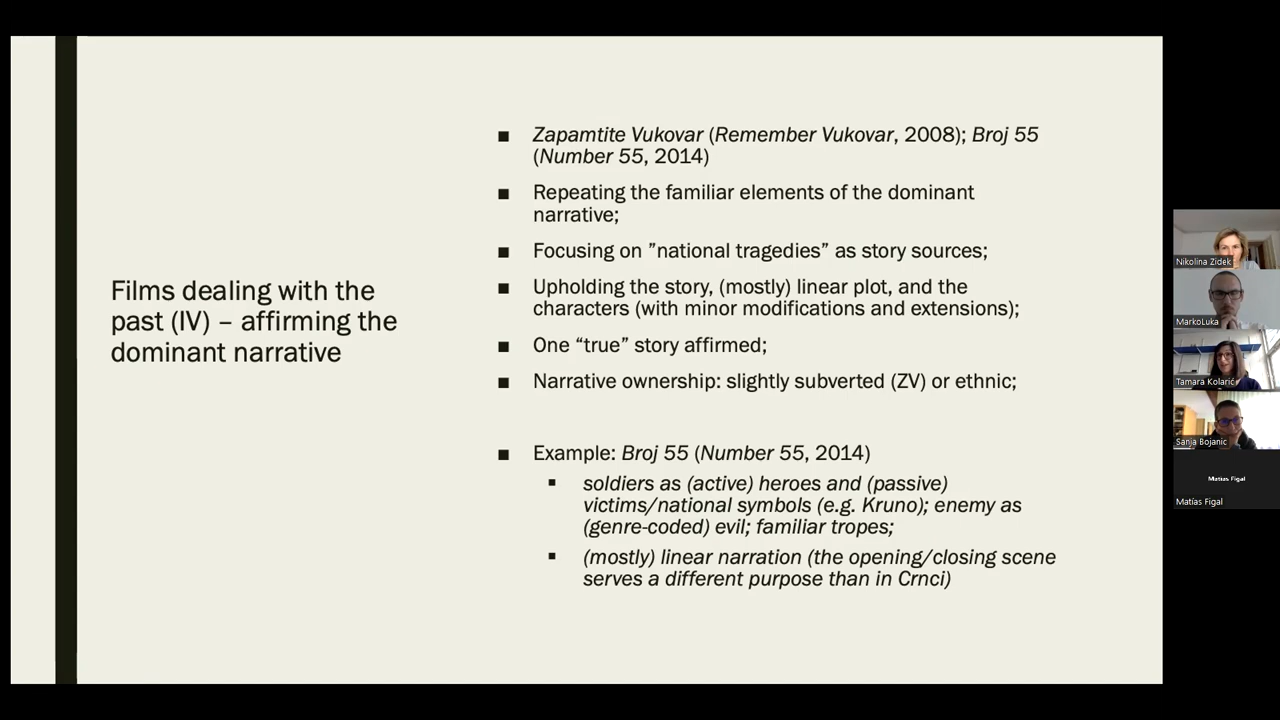 Films dealing with the
past (IV) – affirming the
dominant narrative
■ Zapamtite Vukovar (Remember Vukovar, 2008); Broj 55
(Number 55, 2014)
■ Repeating the familiar elements of the dominant
narrative;
■ Focusing on ”national tragedies” as story sources;
■ Upholding the story, (mostly) linear plot, and the
characters (with minor modifications and extensions);
■ One “true” story affirmed;
■ Narrative ownership: slightly subverted (ZV) or ethnic;
■ Example: Broj 55 (Number 55, 2014)
■ soldiers as (active) heroes and (passive)
victims/national symbols (e.g. Kruno); enemy as
(genre-coded) evil; familiar tropes;
■ (mostly) linear narration (the opening/closing scene
serves a different purpose than in Crnci)
Nikolina Zidek
MarkoLuka
Tamara Kolarić
Sanja Bojanic
Matias Figal
Matías Figal